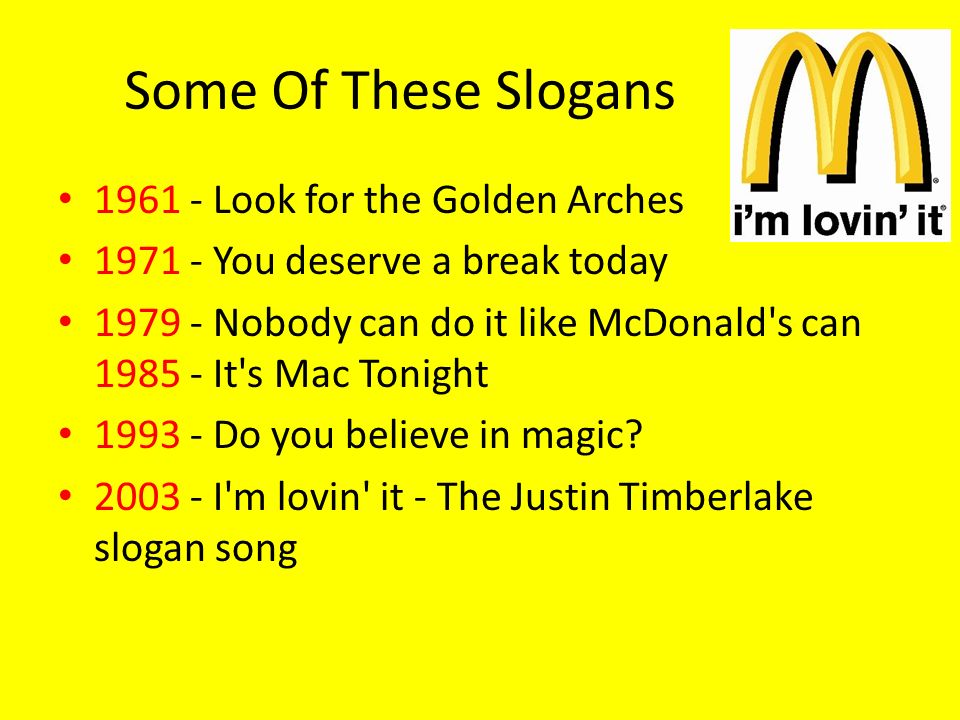 Some Of These Slogans
i'm lovin' it®
• 1961 - Look for the Golden Arches
• 1971 - You deserve a break today
• 1979 - Nobody can do it like McDonald's can
1985 - It's Mac Tonight
• 1993 - Do you believe in magic?
• 2003 - I'm lovin' it - The Justin Timberlake
slogan song